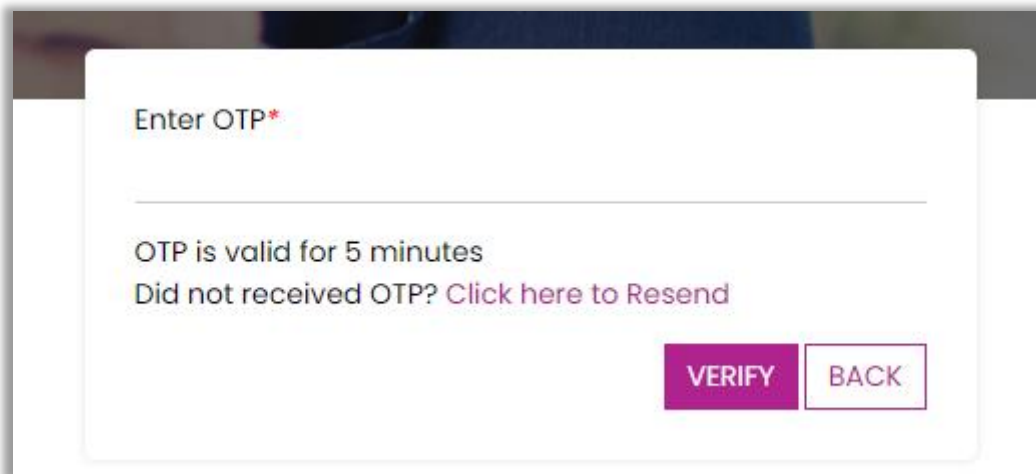 Enter OTP*
OTP is valid for 5 minutes
Did not received OTP? Click here to Resend
VERIFY BACK